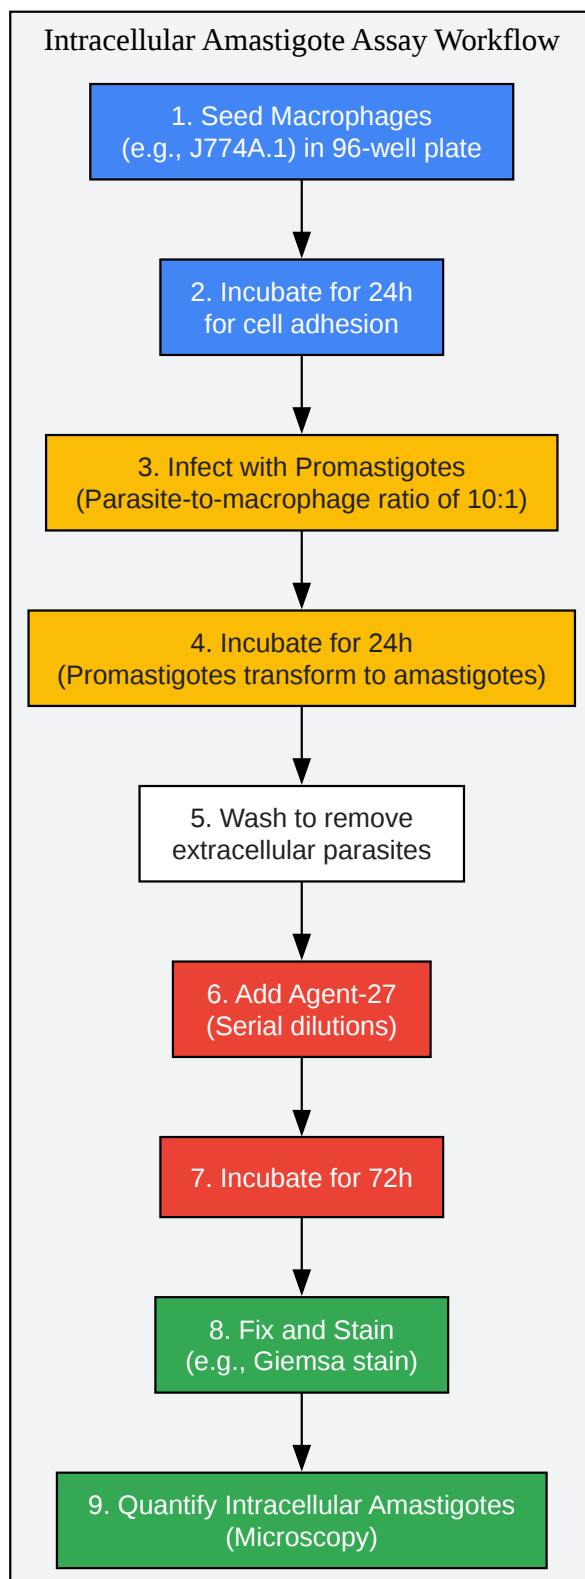 Intracellular Amastigote Assay Workflow
1. Seed Macrophages
(e.g., J774A.1) in 96-well plate
2. Incubate for 24h
for cell adhesion
3. Infect with Promastigotes
(Parasite-to-macrophage ratio of 10:1)
4. Incubate for 24h
(Promastigotes transform to amastigotes)
5. Wash to remove
extracellular parasites
6. Add Agent-27
(Serial dilutions)
7. Incubate for 72h
8. Fix and Stain
(e.g., Giemsa stain)
9. Quantify Intracellular Amastigotes
(Microscopy)